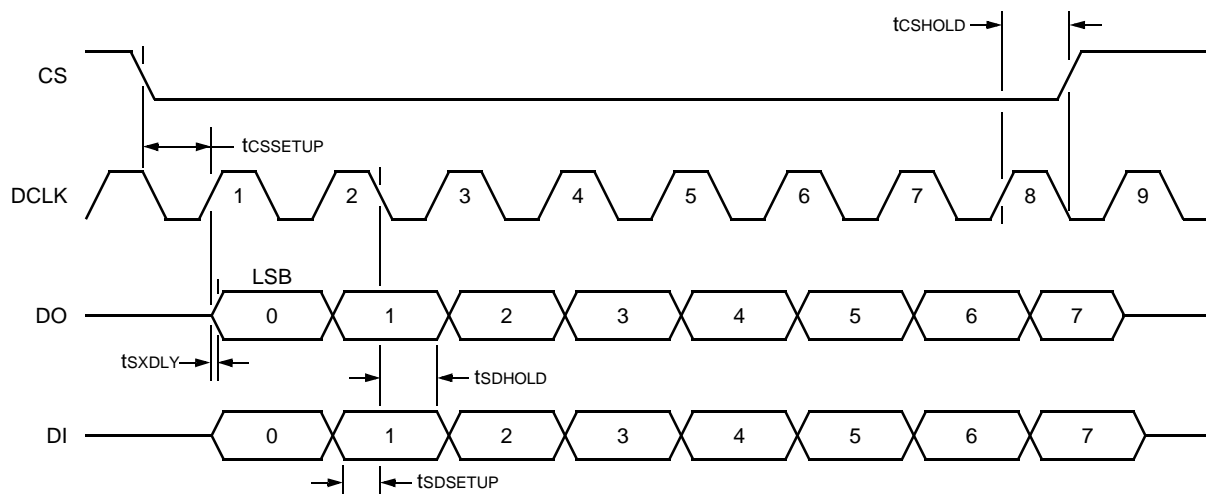 tCSHOLD
CS
tCSSETUP
DCLK 1 2 3 4 5 6 7 8 9
LSB
DO 0 1 2 3 4 5 6 7
tSXDLY
tSDHOLD
DI 0 1 2 3 4 5 6 7
tSDSETUP